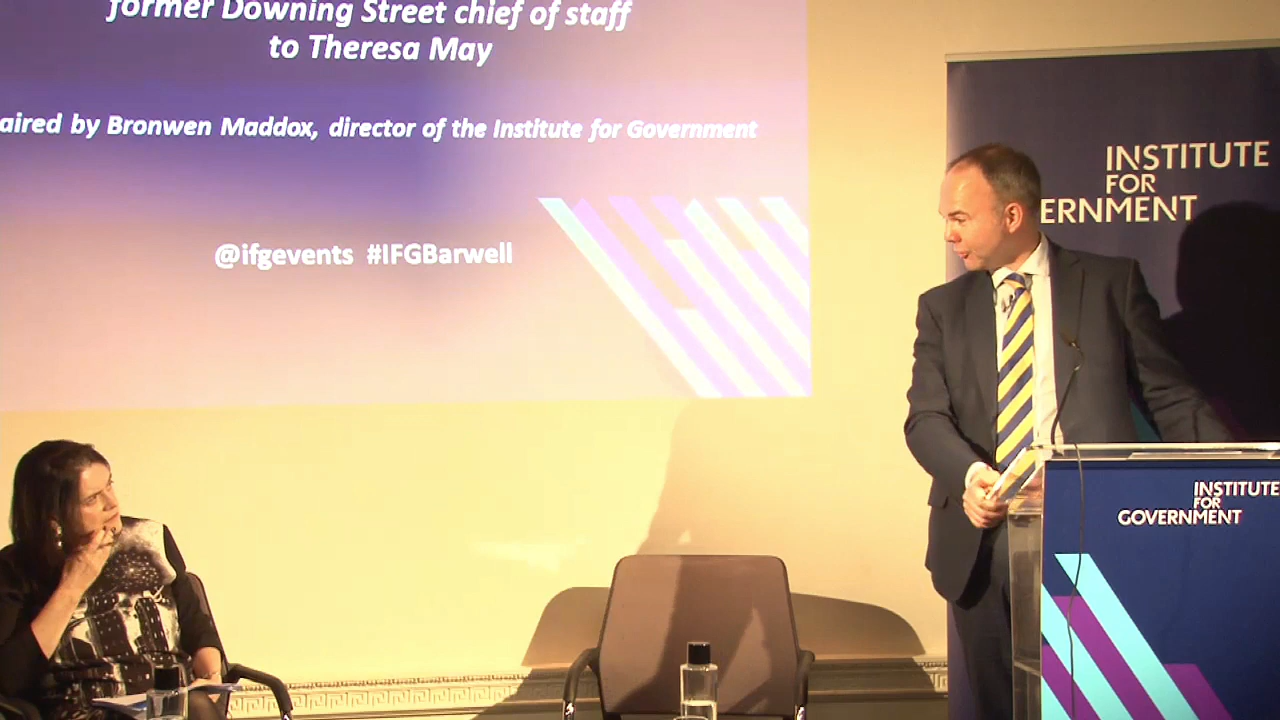 former Downing Street chief of staff
to Theresa May
aired by Bronwen Maddox, director of the Institute for Government
@ifgevents #IFGBarwell
INSTITUTE
FOR
ERNMENT
INSTITUTE
FOR
GOVERNMENT